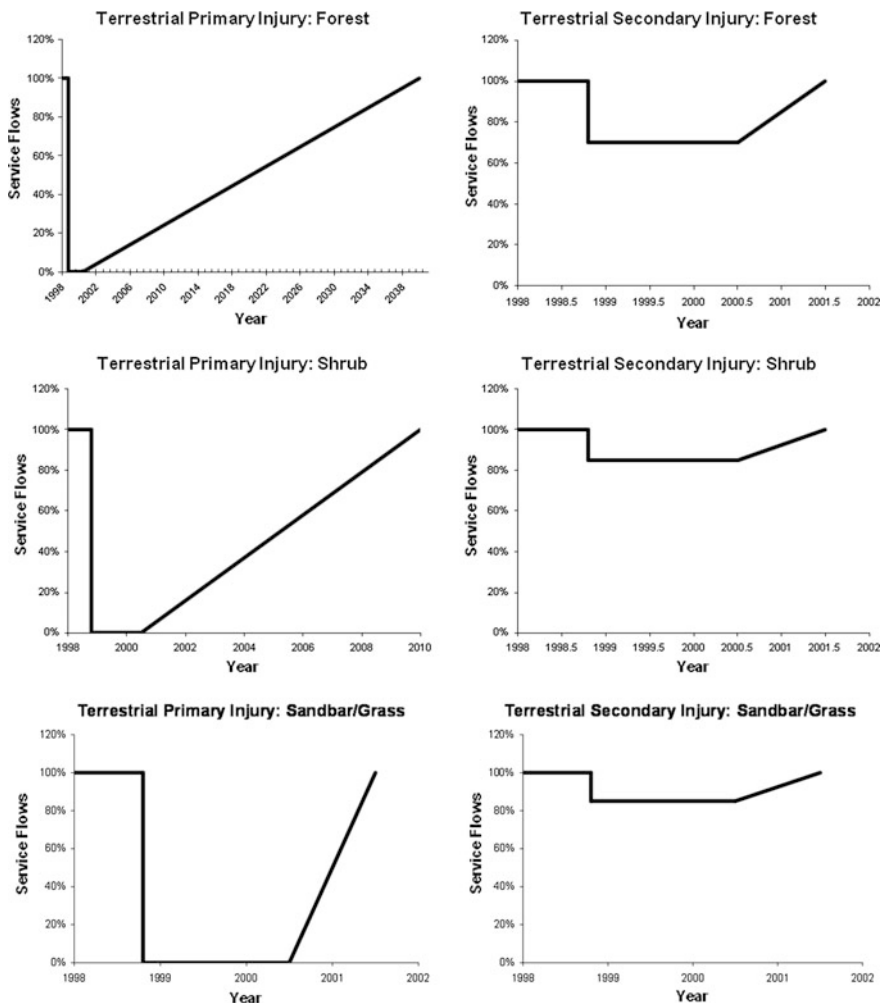 Terrestrial Primary Injury: Forest
120%
100%
80%
60%
40%
20%
0%
Service Flows
1998 2002 2006 2010 2014 2018 2022 2026 2030 2034 2038
Year
Terrestrial Secondary Injury: Forest
120%
100%
80%
60%
40%
20%
0%
Service Flows
1998 1998.5 1999 1999.5 2000 2000.5 2001 2001.5 2002
Year
Terrestrial Primary Injury: Shrub
120%
100%
80%
60%
40%
20%
0%
Service Flows
1998 2000 2002 2004 2006 2008 2010
Year
Terrestrial Secondary Injury: Shrub
120%
100%
80%
60%
40%
20%
0%
Service Flows
1998 1998.5 1999 1999.5 2000 2000.5 2001 2001.5 2002
Year
Terrestrial Primary Injury: Sandbar/Grass
120%
100%
80%
60%
40%
20%
0%
Service Flows
1998 1999 2000 2001 2002
Year
Terrestrial Secondary Injury: Sandbar/Grass
120%
100%
80%
60%
40%
20%
0%
Service Flows
1998 1999 2000 2001 2002
Year